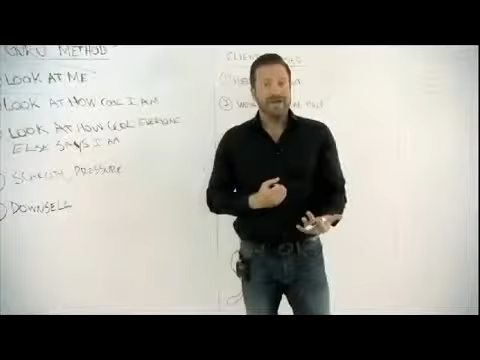 GURU METHOD
LOOK AT ME
LOOK AT HOW COOL I AM
LOOK AT HOW COOL EVERYONE
ELSE SAYS I AM
SCARCITY, PRESSURE
DOWNSELL
CLIENT